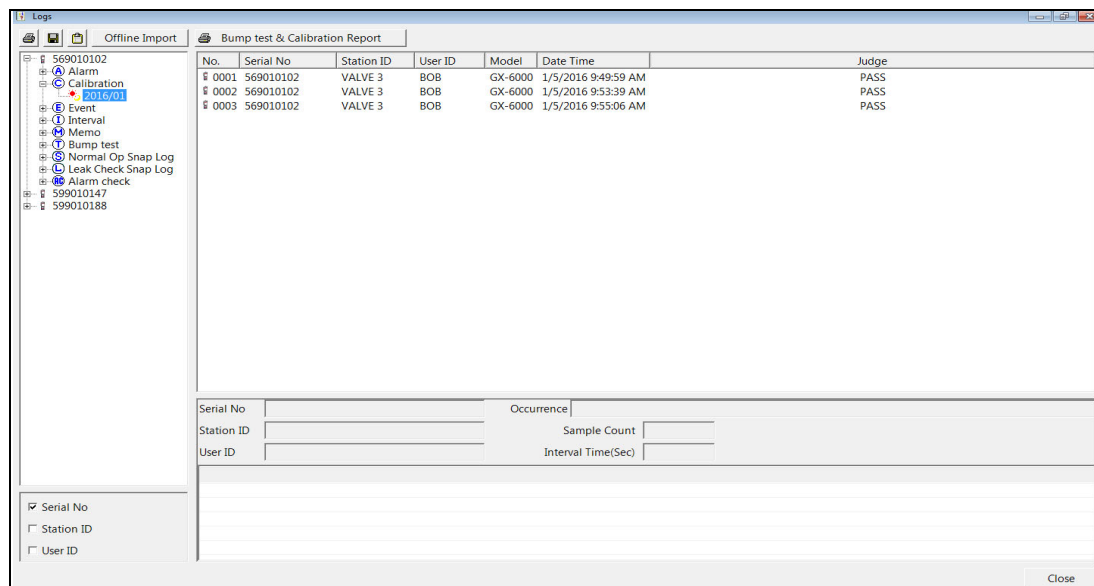 Logs
Offline Import Bump test & Calibration Report
569010102
A Alarm
C Calibration
2016/01
E Event
I Interval
M Memo
T Bump test
S Normal Op Snap Log
L Leak Check Snap Log
AC Alarm check
599010147
599010188
Serial No
Station ID
User ID
No. Serial No Station ID User ID Model Date Time Judge
0001 569010102 VALVE 3 BOB GX-6000 1/5/2016 9:49:59 AM PASS
0002 569010102 VALVE 3 BOB GX-6000 1/5/2016 9:53:39 AM PASS
0003 569010102 VALVE 3 BOB GX-6000 1/5/2016 9:55:06 AM PASS
Serial No Occurrence
Station ID Sample Count
User ID Interval Time(Sec)
Close